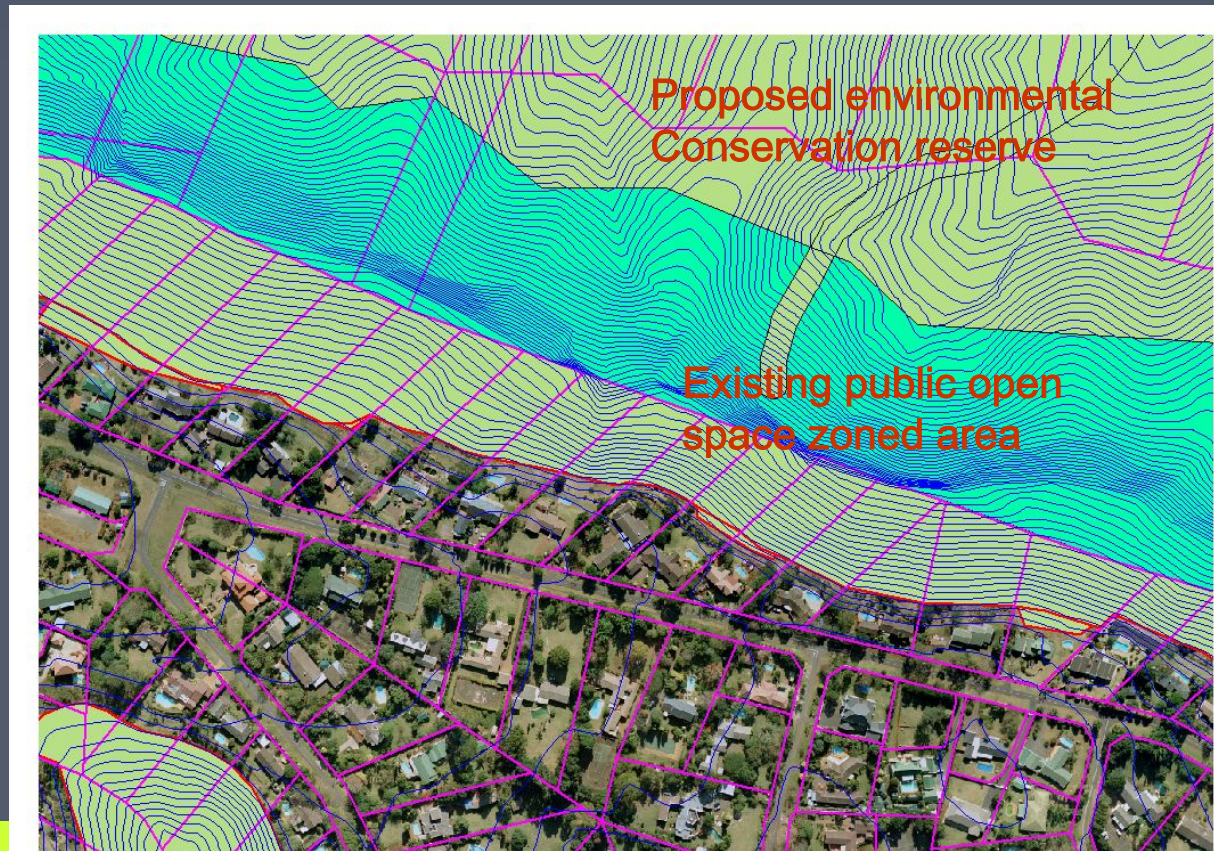 Proposed environmental
Conservation reserve
Existing public open
space zoned area